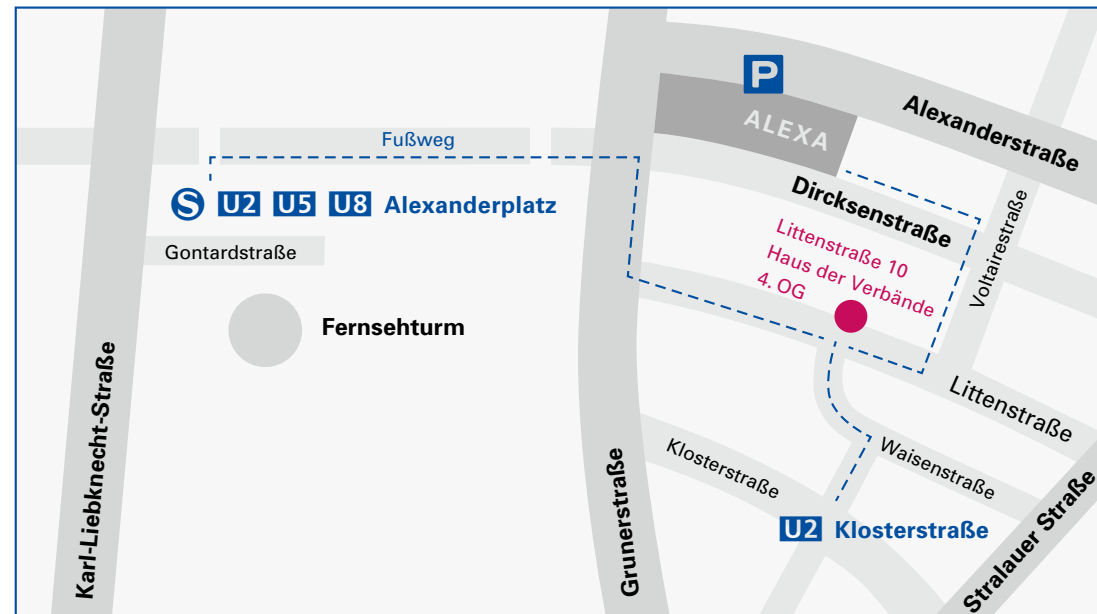 P
ALEXA
Alexanderstraße
Fußweg
Dircksenstraße
S U2 U5 U8 Alexanderplatz
Gontardstraße
Littenstraße 10
Haus der Verbände
4. OG
Voltairestraße
Fernsehturm
Karl-Liebknecht-Straße
Littenstraße
Klosterstraße
Waisenstraße
Grunerstraße
U2 Klosterstraße
Stralauer Straße